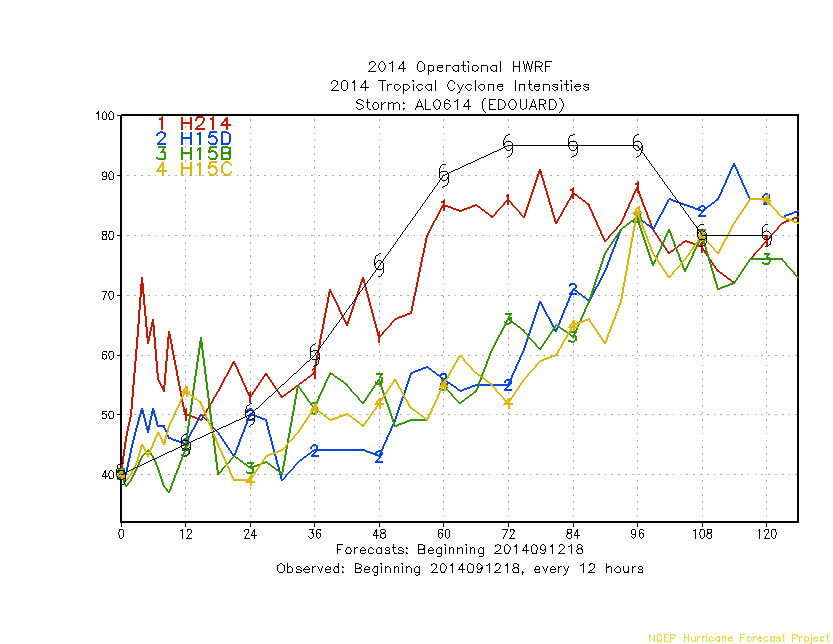 2014 Operational HWRF
2014 Tropical Cyclone Intensities
Storm: AL0614 (EDOUARD)
1 H214
2 H15D
3 H15B
4 H15C
100
90
80
70
60
50
40
0 12 24 36 48 60 72 84 96 108 120
Forecasts: Beginning 2014091218
Observed: Beginning 2014091218, every 12 hours
NCEP Hurricane Forecast Project